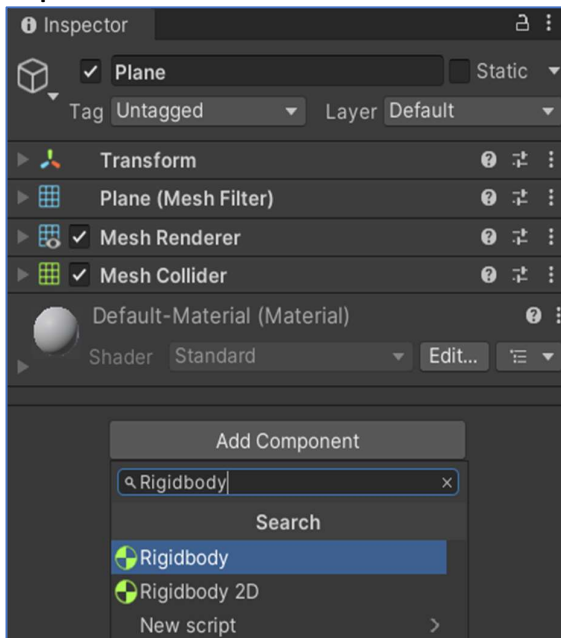 Inspector
Plane Static
Tag Untagged Layer Default
Transform
Plane (Mesh Filter)
Mesh Renderer
Mesh Collider
Default-Material (Material)
Shader Standard Edit...
Add Component
Rigidbody
Search
Rigidbody
Rigidbody 2D
New script